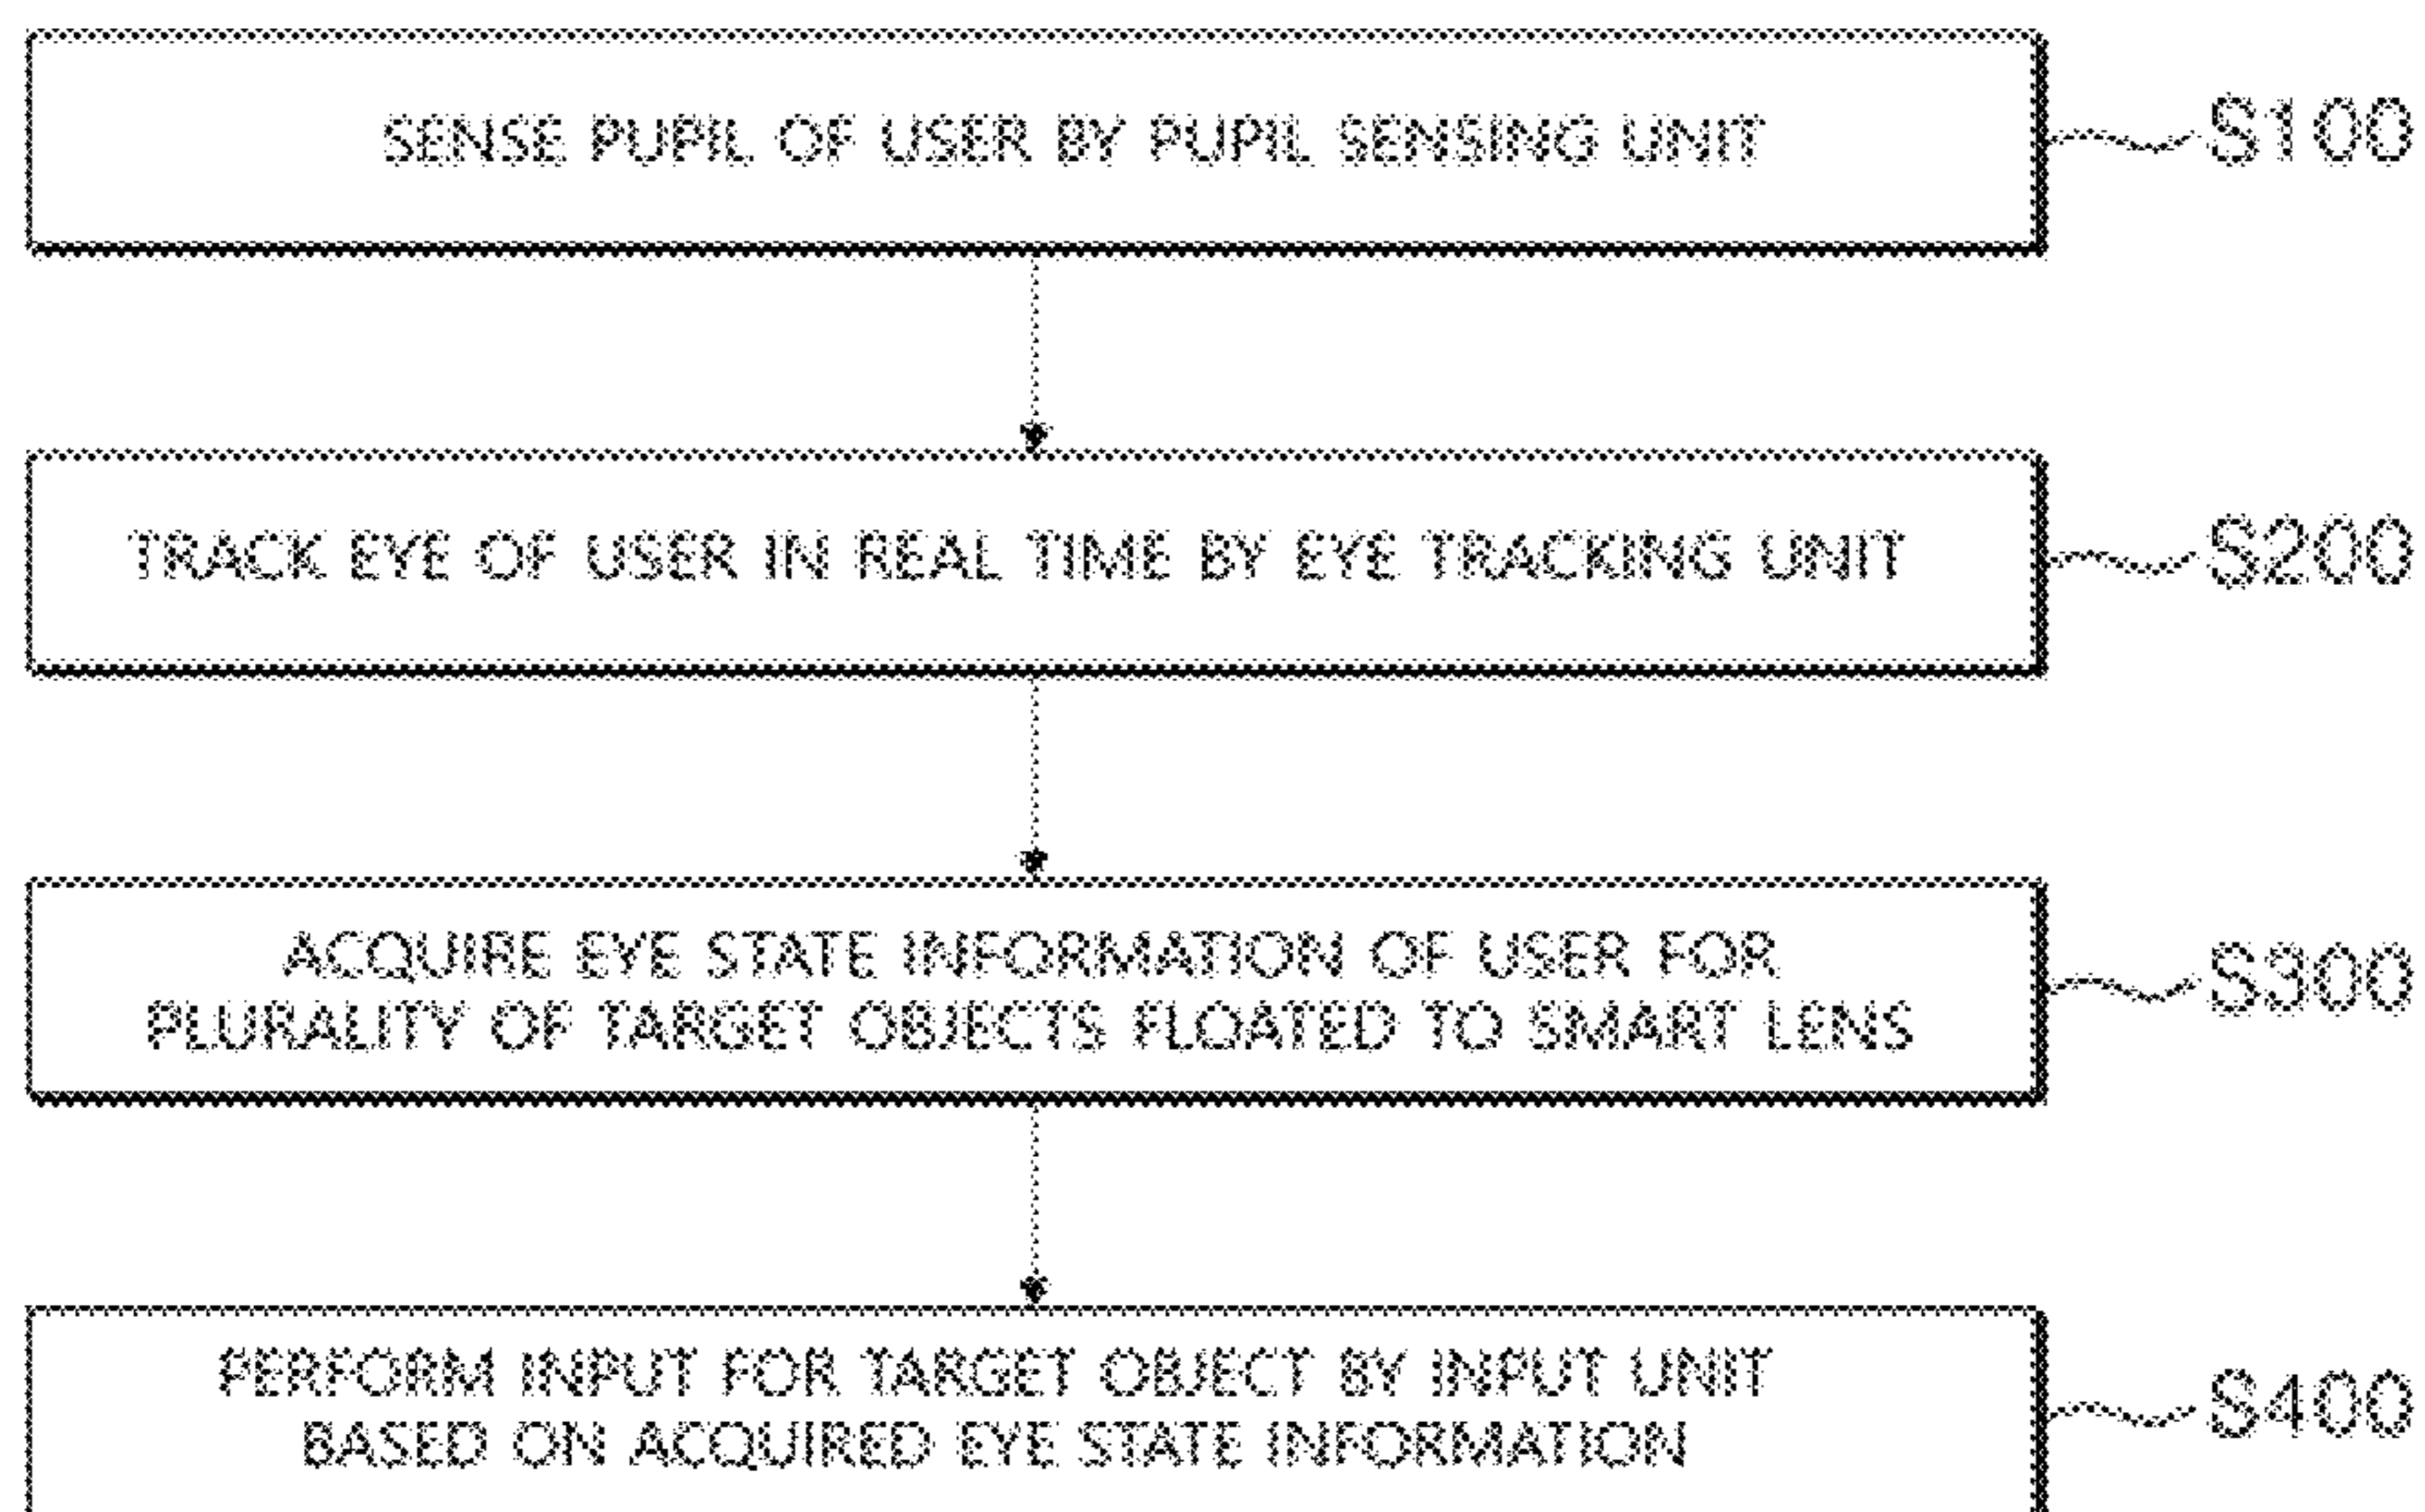 SENSE PUPIL OF USER BY PUPIL SENSING UNIT
S100
TRACK EYE OF USER IN REAL TIME BY EYE TRACKING UNIT
S200
ACQUIRE EYE STATE INFORMATION OF USER FOR
PLURALITY OF TARGET OBJECTS FLOATED TO SMART LENS
S300
PERFORM INPUT FOR TARGET OBJECT BY INPUT UNIT
BASED ON ACQUIRED EYE STATE INFORMATION
S400